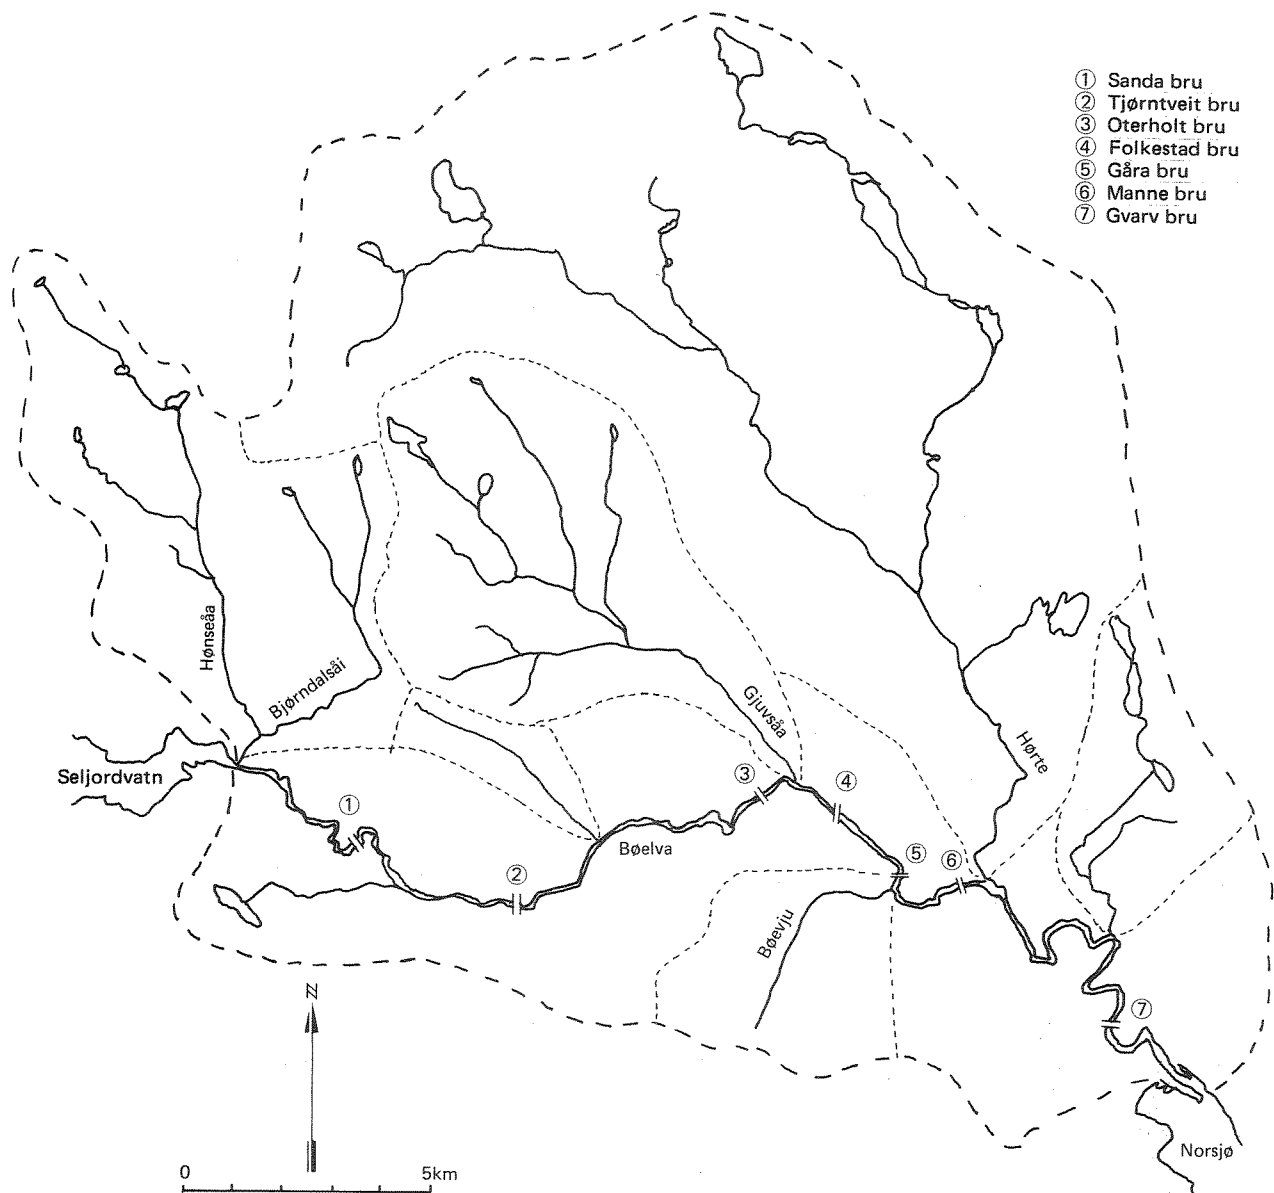 ① Sanda bru
② Tjørntveit bru
③ Oterholt bru
④ Folkestad bru
⑤ Gåra bru
⑥ Manne bru
⑦ Gvarv bru
Hønseåa
Bjørndalsåi
Gjuvsåa
Hørte
Seljordvatn
①
②
③
④
⑤
⑥
⑦
Bøelva
Bøevju
N
0 5km
Norsjø